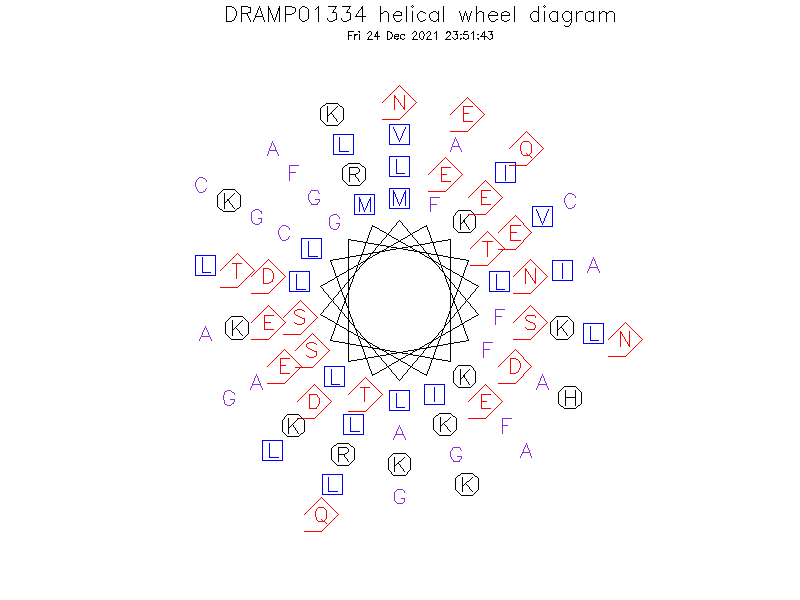 DRAMP01334 helical wheel diagram
Fri 24 Dec 2021 23:51:43
N
K E
V
A L A Q
L
F R E I
C G M E
K M F K C
G G K V
C E
L T
L T D L L N I A
A K E S F S K L N
S F
E D
A L K A
G T I H
D L E
K L K F
A
L R G A
K
L K
G
Q